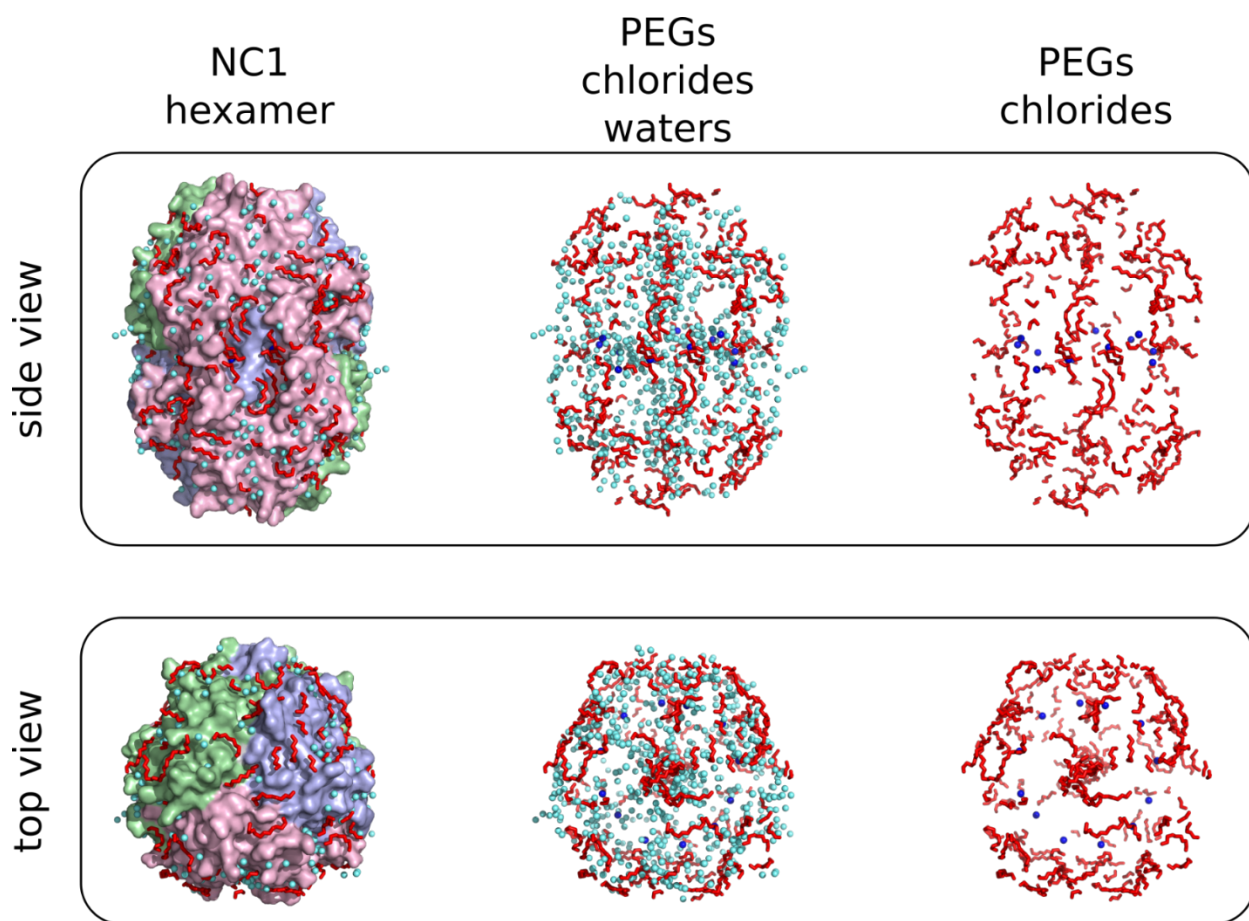 NC1
hexamer
PEGs
chlorides
waters
PEGs
chlorides
side view
top view